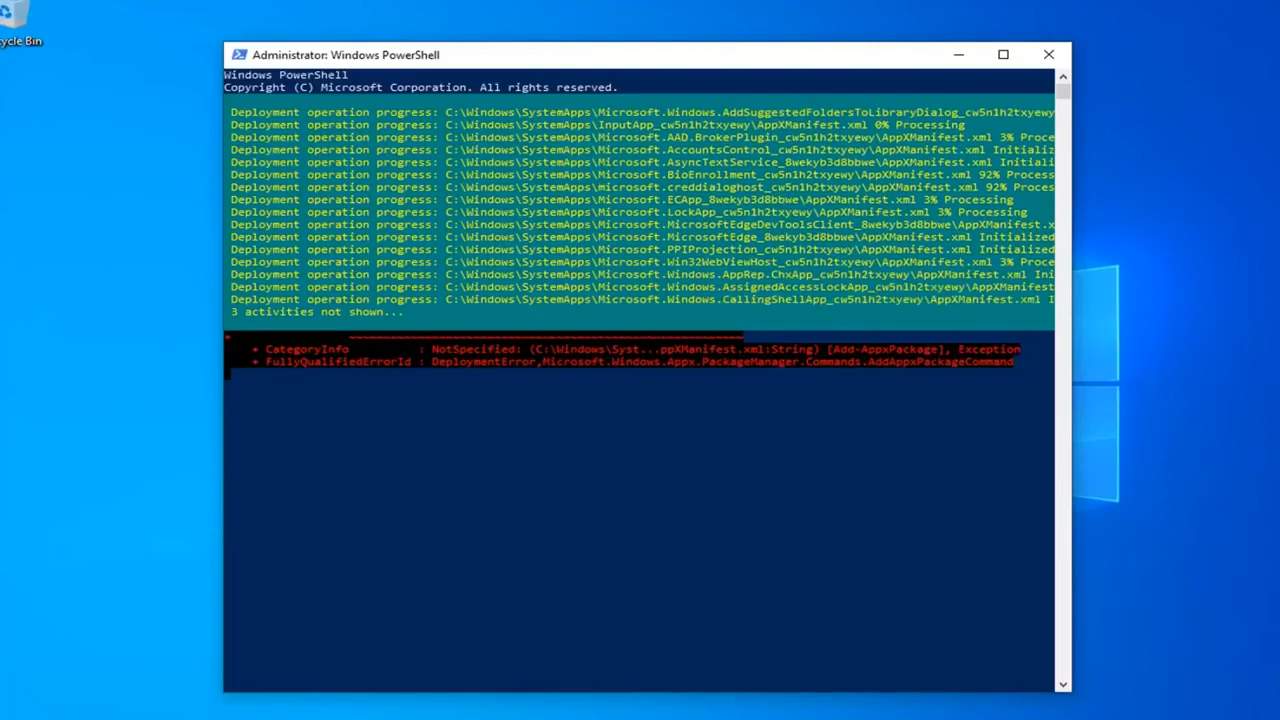 cycle Bin
Administrator: Windows PowerShell
Windows PowerShell
Copyright (C) Microsoft Corporation. All rights reserved.
Deployment operation progress: C:\Windows\SystemApps\Microsoft.Windows.AddSuggestedFoldersToLibraryDialog_cw5n1h2txyewy
Deployment operation progress: C:\Windows\SystemApps\InputApp_cw5n1h2txyewy\AppXManifest.xml 0% Processing
Deployment operation progress: C:\Windows\SystemApps\Microsoft.AAD.BrokerPlugin_cw5n1h2txyewy\AppXManifest.xml 3% Proce
Deployment operation progress: C:\Windows\SystemApps\Microsoft.AccountsControl_cw5n1h2txyewy\AppXManifest.xml Initializ
Deployment operation progress: C:\Windows\SystemApps\Microsoft.AsyncTextService_8wekyb3d8bbwe\AppXManifest.xml Initiali
Deployment operation progress: C:\Windows\SystemApps\Microsoft.BioEnrollment_cw5n1h2txyewy\AppXManifest.xml 92% Process
Deployment operation progress: C:\Windows\SystemApps\Microsoft.creddialoghost_cw5n1h2txyewy\AppXManifest.xml 92% Proces
Deployment operation progress: C:\Windows\SystemApps\Microsoft.ECApp_8wekyb3d8bbwe\AppXManifest.xml 3% Processing
Deployment operation progress: C:\Windows\SystemApps\Microsoft.LockApp_cw5n1h2txyewy\AppXManifest.xml 3% Processing
Deployment operation progress: C:\Windows\SystemApps\Microsoft.MicrosoftEdgeDevToolsClient_8wekyb3d8bbwe\AppXManifest.x
Deployment operation progress: C:\Windows\SystemApps\Microsoft.MicrosoftEdge_8wekyb3d8bbwe\AppXManifest.xml Initialized
Deployment operation progress: C:\Windows\SystemApps\Microsoft.PPIProjection_cw5n1h2txyewy\AppXManifest.xml Initialized
Deployment operation progress: C:\Windows\SystemApps\Microsoft.Win32WebViewHost_cw5n1h2txyewy\AppXManifest.xml 3% Proce
Deployment operation progress: C:\Windows\SystemApps\Microsoft.Windows.AppRep.ChxApp_cw5n1h2txyewy\AppXManifest.xml Ini
Deployment operation progress: C:\Windows\SystemApps\Microsoft.Windows.AssignedAccessLockApp_cw5n1h2txyewy\AppXManifest
Deployment operation progress: C:\Windows\SystemApps\Microsoft.Windows.CallingShellApp_cw5n1h2txyewy\AppXManifest.xml I
3 activities not shown...
+ CategoryInfo : NotSpecified: (C:\Windows\Syst...ppXManifest.xml:String) [Add-AppxPackage], Exception
+ FullyQualifiedErrorId : DeploymentError,Microsoft.Windows.Appx.PackageManager.Commands.AddAppxPackageCommand